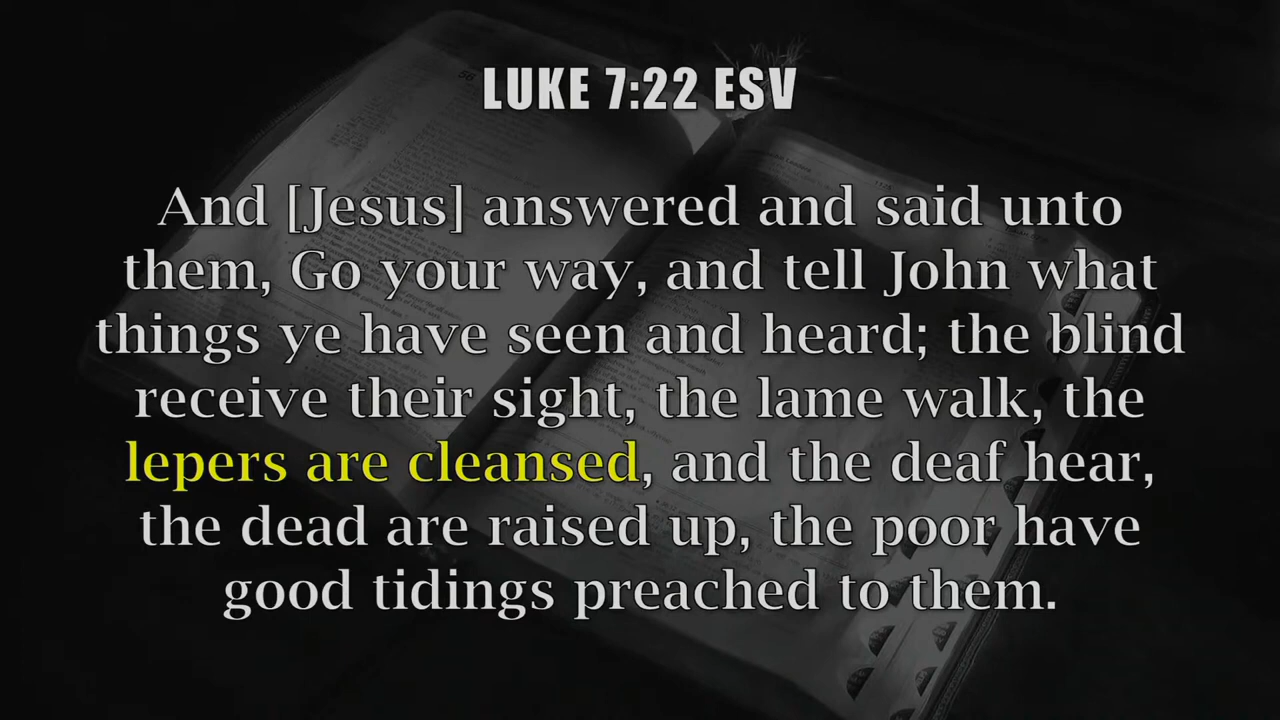 LUKE 7:22 ESV
And [Jesus] answered and said unto
them, Go your way, and tell John what
things ye have seen and heard; the blind
receive their sight, the lame walk, the
lepers are cleansed, and the deaf hear,
the dead are raised up, the poor have
good tidings preached to them.